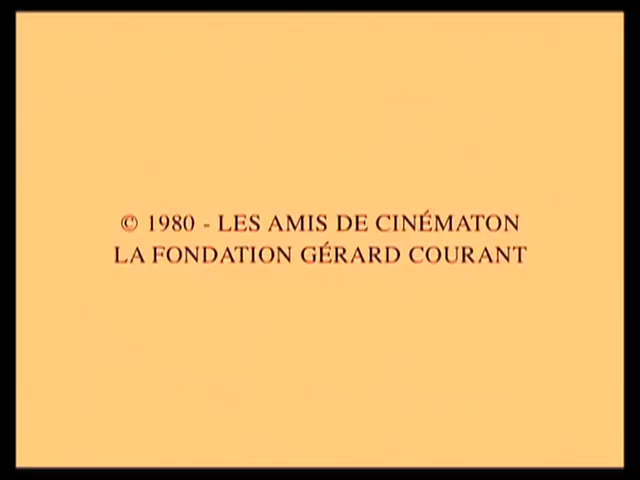 © 1980 - LES AMIS DE CINÉMATON
LA FONDATION GÉRARD COURANT